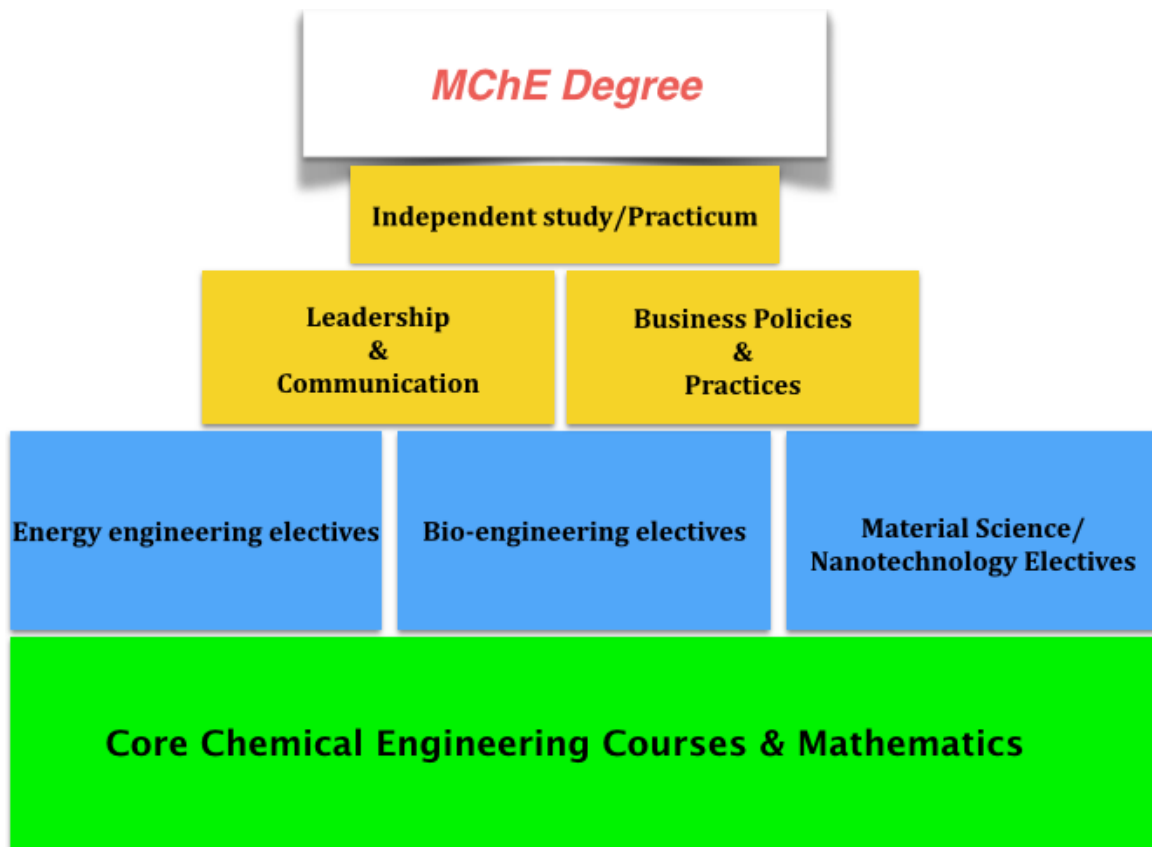 MChE Degree
Independent study/Practicum
Leadership
&
Communication
Business Policies
&
Practices
Energy engineering electives
Bio-engineering electives
Material Science/
Nanotechnology Electives
Core Chemical Engineering Courses & Mathematics